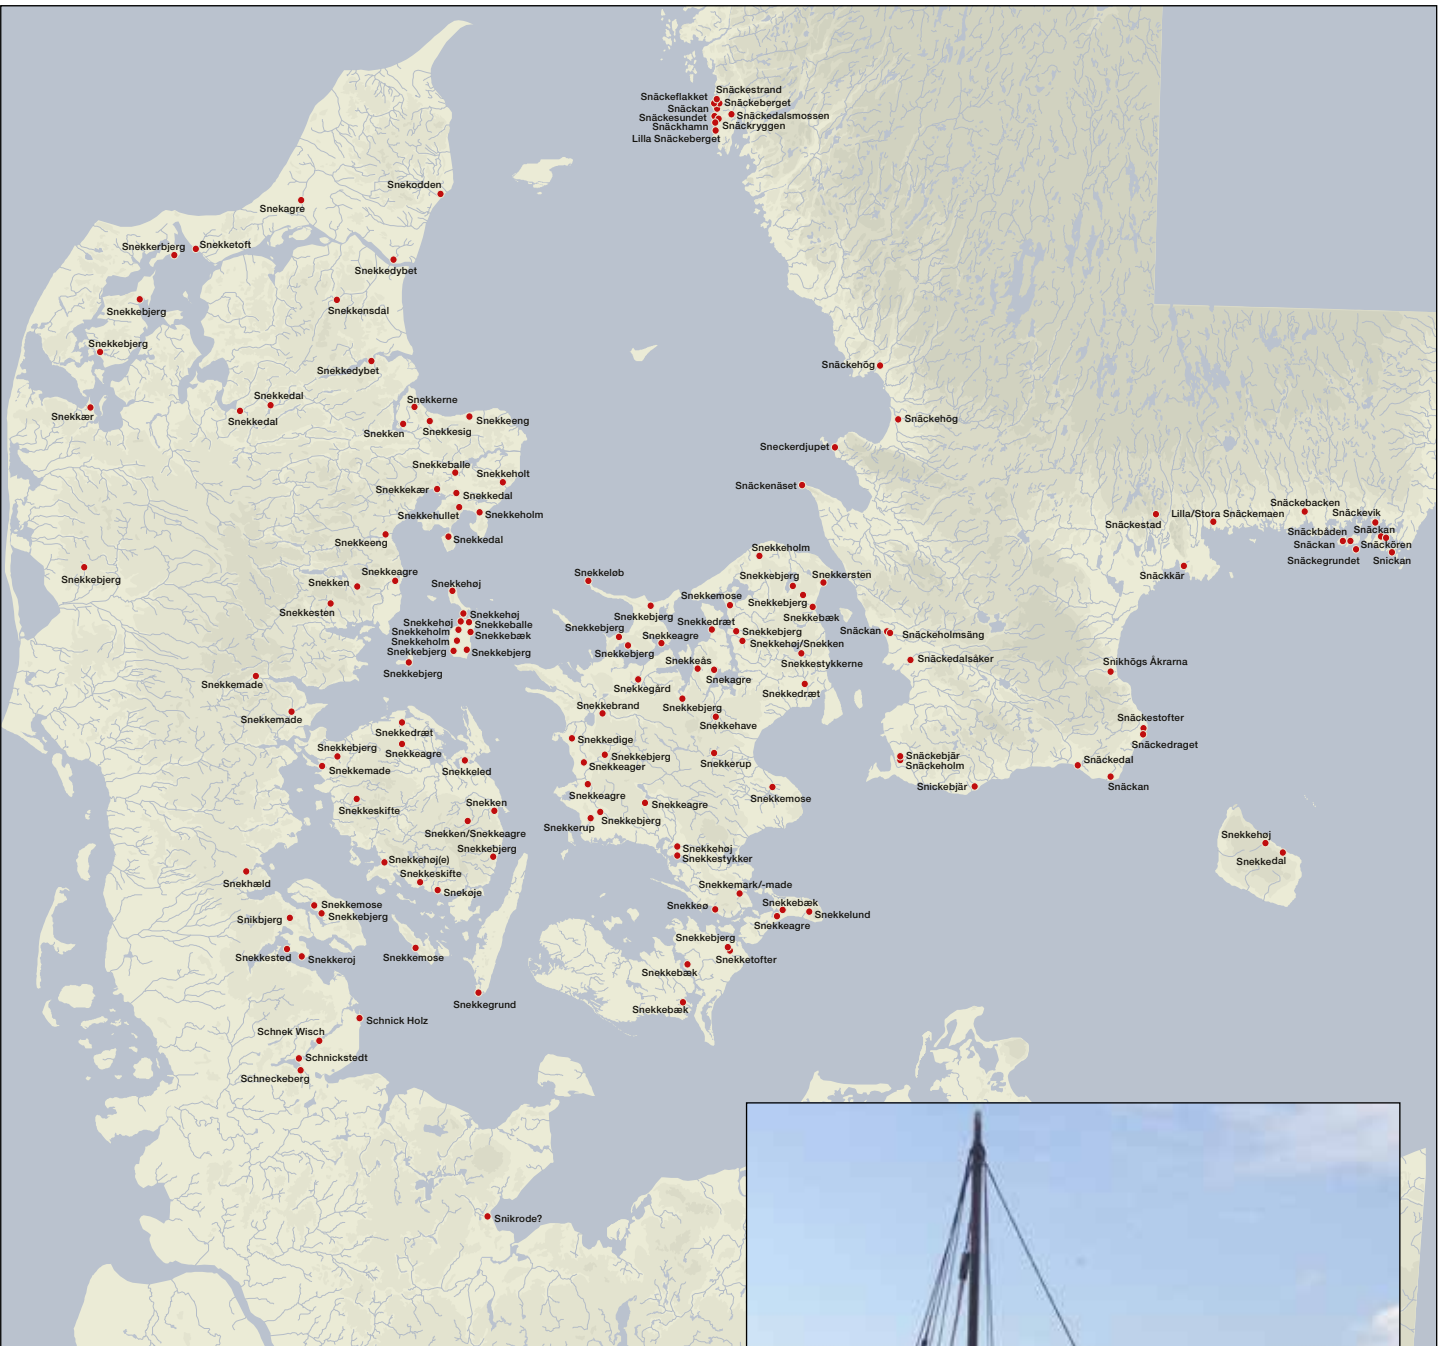 Snäckestrand
Snäckeflakket
Snäckeberget
Snäckan
Snäckedalsmossen
Snäckesundet
Snäckhamn
Snäckryggen
Lilla Snäckeberget
Snekodden
Snekagre
Snekkerbjerg
Snekketoft
Snekkedybet
Snekkebjerg
Snekkensdal
Snekkebjerg
Snekkedybet
Snäckehög
Snekkær
Snekkedal
Snekkedal
Snekkerne
Snekken
Snekkesig
Snekkeeng
Snäckehög
Sneckerdjupet
Snekkeballe
Snekkeholt
Snekkekær
Snekkedal
Snekkehullet
Snekkeholm
Snäckenäset
Snekkeeng
Snekkedal
Snäckestad
Lilla/Stora Snäckemaen
Snäckebacken
Snäckevik
Snäckbåden
Snäckan
Snäckan
Snäckören
Snäckegrundet
Snickan
Snäckkär
Snekkebjerg
Snekken
Snekkeagre
Snekkesten
Snekkehøj
Snekkeløb
Snekkeholm
Snekkebjerg
Snekkersten
Snekkemose
Snekkebjerg
Snekkebæk
Snekkehøj
Snekkehøj
Snekkeballe
Snekkeholm
Snekkebæk
Snekkeholm
Snekkebjerg
Snekkebjerg
Snekkebjerg
Snekkebjerg
Snekkebjerg
Snekkeagre
Snekkebjerg
Snekkedræt
Snekkebjerg
Snekkehøj/Snekken
Snekkestykkerne
Snäckan
Snäckeholmsäng
Snäckedalsåker
Snikhögs Åkrarna
Snekkemade
Snekkemade
Snekkeås
Snekagre
Snekkegård
Snekkedræt
Snekkebrand
Snekkebjerg
Snekkehave
Snäckestofter
Snäckedraget
Snekkedræt
Snekkeagre
Snekkebjerg
Snekkemade
Snekkeled
Snekkedige
Snekkebjerg
Snekkeager
Snekkerup
Snäckebjär
Snäckeholm
Snäckedal
Snickebjär
Snäckan
Snekkeskifte
Snekken
Snekken/Snekkeagre
Snekkeagre
Snekkeagre
Snekkemose
Snekkerup
Snekkebjerg
Snekkebjerg
Snekkehøj
Snekkestykker
Snekkehøj
Snekkedal
Snekkehøj(e)
Snekkeskifte
Snekøje
Snekhæld
Snekkemose
Snekkebjerg
Snikbjerg
Snekkemark/-made
Snekkeø
Snekkebæk
Snekkelund
Snekkeagre
Snekkebjerg
Snekketofter
Snekkested
Snekkeroj
Snekkemose
Snekkebæk
Snekkegrund
Snekkebæk
Schnick Holz
Schnek Wisch
Schnickstedt
Schneckeberg
Snikrode?